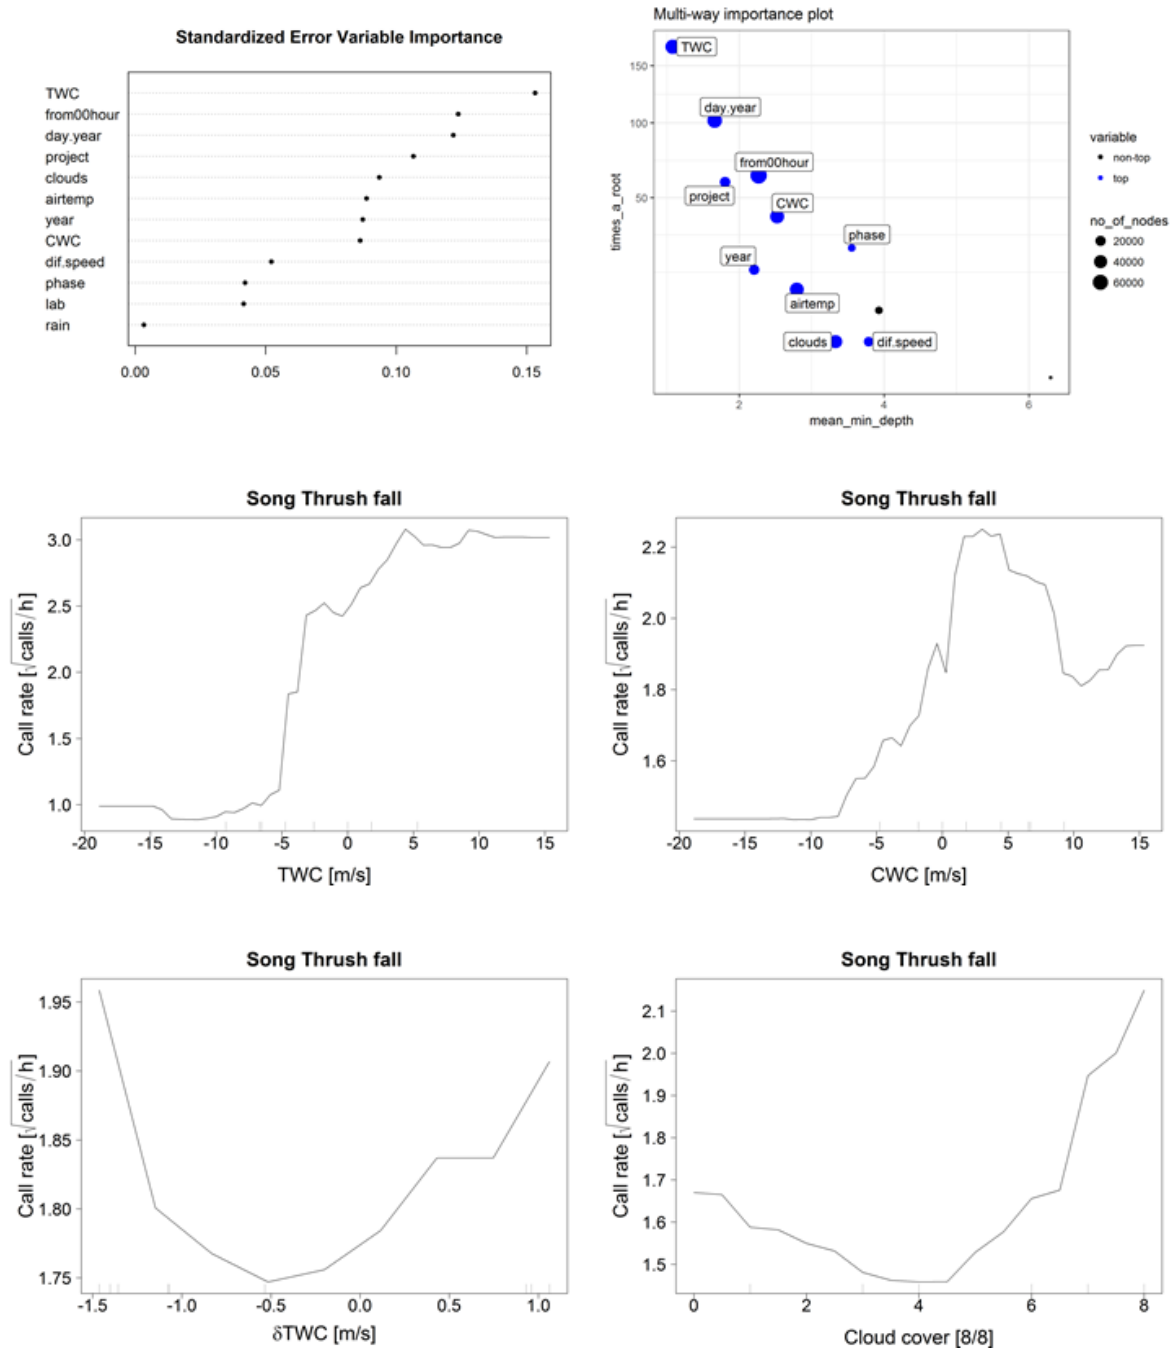 Standardized Error Variable Importance
TWC
from00hour
day.year
project
clouds
airtemp
year
CWC
dif.speed
phase
lab
rain
0.00 0.05 0.10 0.15
Multi-way importance plot
times_a_root
150
100
50
TWC
day.year
from00hour
project
CWC
phase
year
airtemp
clouds
dif.speed
2 4 6
mean_min_depth
variable
non-top
top
no_of_nodes
20000
40000
60000
Song Thrush fall
Call rate [√calls/h]
3.0
2.5
2.0
1.5
1.0
-20 -15 -10 -5 0 5 10 15
TWC [m/s]
Song Thrush fall
Call rate [√calls/h]
2.2
2.0
1.8
1.6
-20 -15 -10 -5 0 5 10 15
CWC [m/s]
Song Thrush fall
Call rate [√calls/h]
1.95
1.90
1.85
1.80
1.75
-1.5 -1.0 -0.5 0.0 0.5 1.0
δTWC [m/s]
Song Thrush fall
Call rate [√calls/h]
2.1
2.0
1.9
1.8
1.7
1.6
1.5
0 2 4 6 8
Cloud cover [8/8]